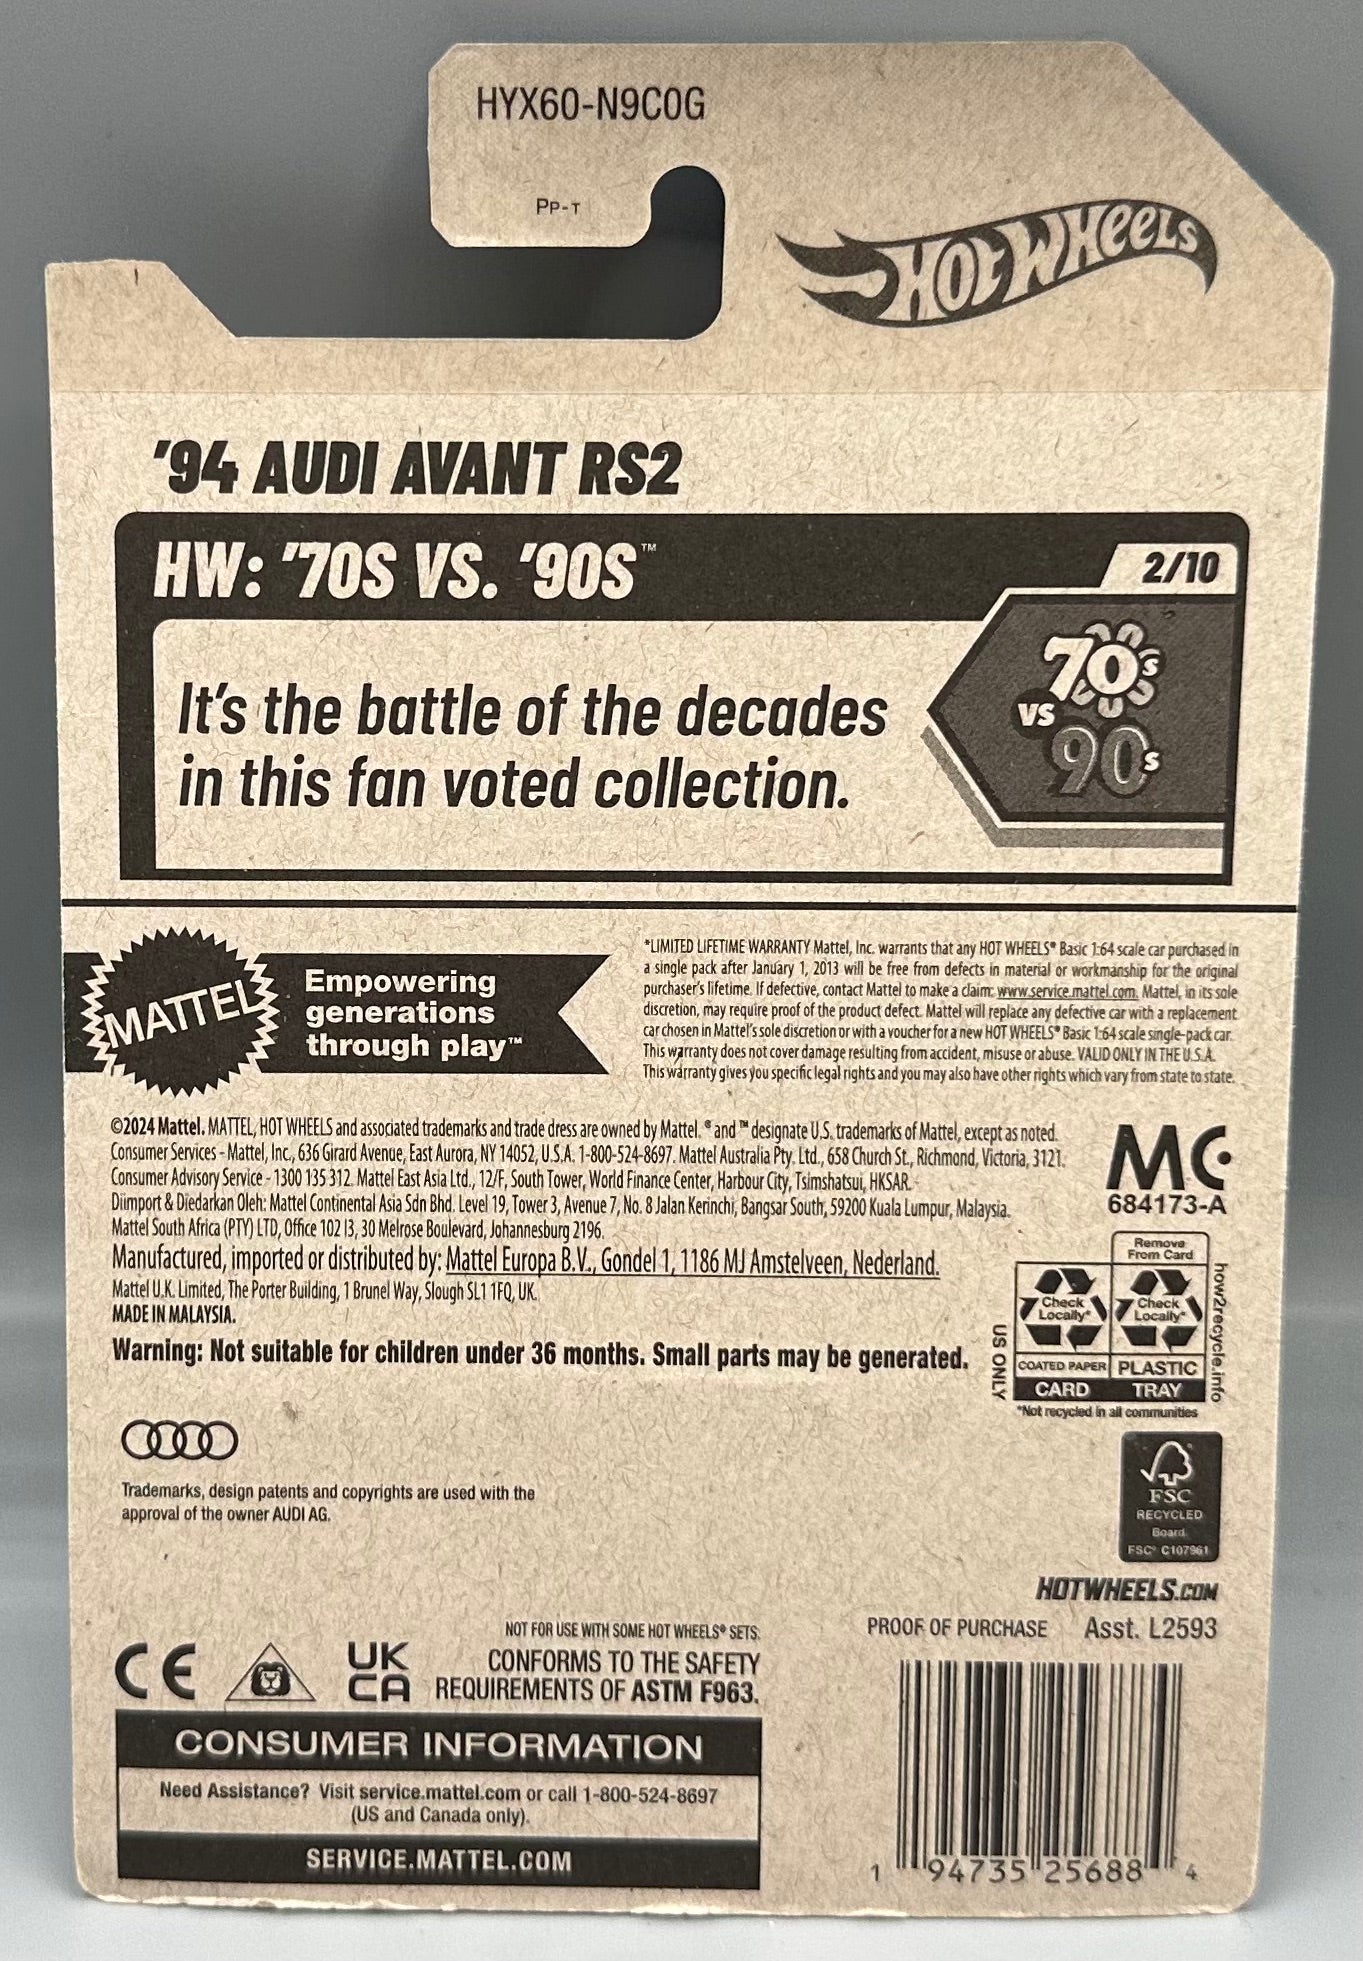 HYX60-N9C0G
PP-T
HOT WHEELS
'94 AUDI AVANT RS2
HW: '70S VS. '90S™
2/10
70s
VS
90s
It's the battle of the decades
in this fan voted collection.
MATTEL
Empowering
generations
through play™
*LIMITED LIFETIME WARRANTY Mattel, Inc. warrants that any HOT WHEELS® Basic 1:64 scale car purchased in
a single pack after January 1, 2013 will be free from defects in material or workmanship for the original
purchaser's lifetime. If defective, contact Mattel to make a claim: www.service.mattel.com. Mattel, in its sole
discretion, may require proof of the product defect. Mattel will replace any defective car with a replacement
car chosen in Mattel's sole discretion or with a voucher for a new HOT WHEELS® Basic 1:64 scale single-pack car.
This warranty does not cover damage resulting from accident, misuse or abuse. VALID ONLY IN THE U.S.A.
This warranty gives you specific legal rights and you may also have other rights which vary from state to state.
©2024 Mattel. MATTEL, HOT WHEELS and associated trademarks and trade dress are owned by Mattel. ® and ™ designate U.S. trademarks of Mattel, except as noted.
Consumer Services - Mattel, Inc., 636 Girard Avenue, East Aurora, NY 14052, U.S.A. 1-800-524-8697. Mattel Australia Pty. Ltd., 658 Church St., Richmond, Victoria, 3121.
Consumer Advisory Service - 1300 135 312. Mattel East Asia Ltd., 12/F, South Tower, World Finance Center, Harbour City, Tsimshatsui, HKSAR.
Diimport & Diedarkan Oleh: Mattel Continental Asia Sdn Bhd. Level 19, Tower 3, Avenue 7, No. 8 Jalan Kerinchi, Bangsar South, 59200 Kuala Lumpur, Malaysia.
Mattel South Africa (PTY) LTD, Office 102 I3, 30 Melrose Boulevard, Johannesburg 2196.
Manufactured, imported or distributed by: Mattel Europa B.V., Gondel 1, 1186 MJ Amstelveen, Nederland.
Mattel U.K. Limited, The Porter Building, 1 Brunel Way, Slough SL1 1FQ, UK.
MADE IN MALAYSIA.
Warning: Not suitable for children under 36 months. Small parts may be generated.
MC
684173-A
Remove
From Card
Check
Locally*
Check
Locally*
COATED PAPER
PLASTIC
CARD
TRAY
US ONLY
how2recycle.info
*Not recycled in all communities
Trademarks, design patents and copyrights are used with the
approval of the owner AUDI AG.
FSC
RECYCLED
Board
FSC® C107961
HOTWHEELS.COM
PROOF OF PURCHASE
Asst. L2593
NOT FOR USE WITH SOME HOT WHEELS® SETS.
CONFORMS TO THE SAFETY
REQUIREMENTS OF ASTM F963.
CE
UK
CA
CONSUMER INFORMATION
Need Assistance? Visit service.mattel.com or call 1-800-524-8697
(US and Canada only).
SERVICE.MATTEL.COM
1 94735 25688 4